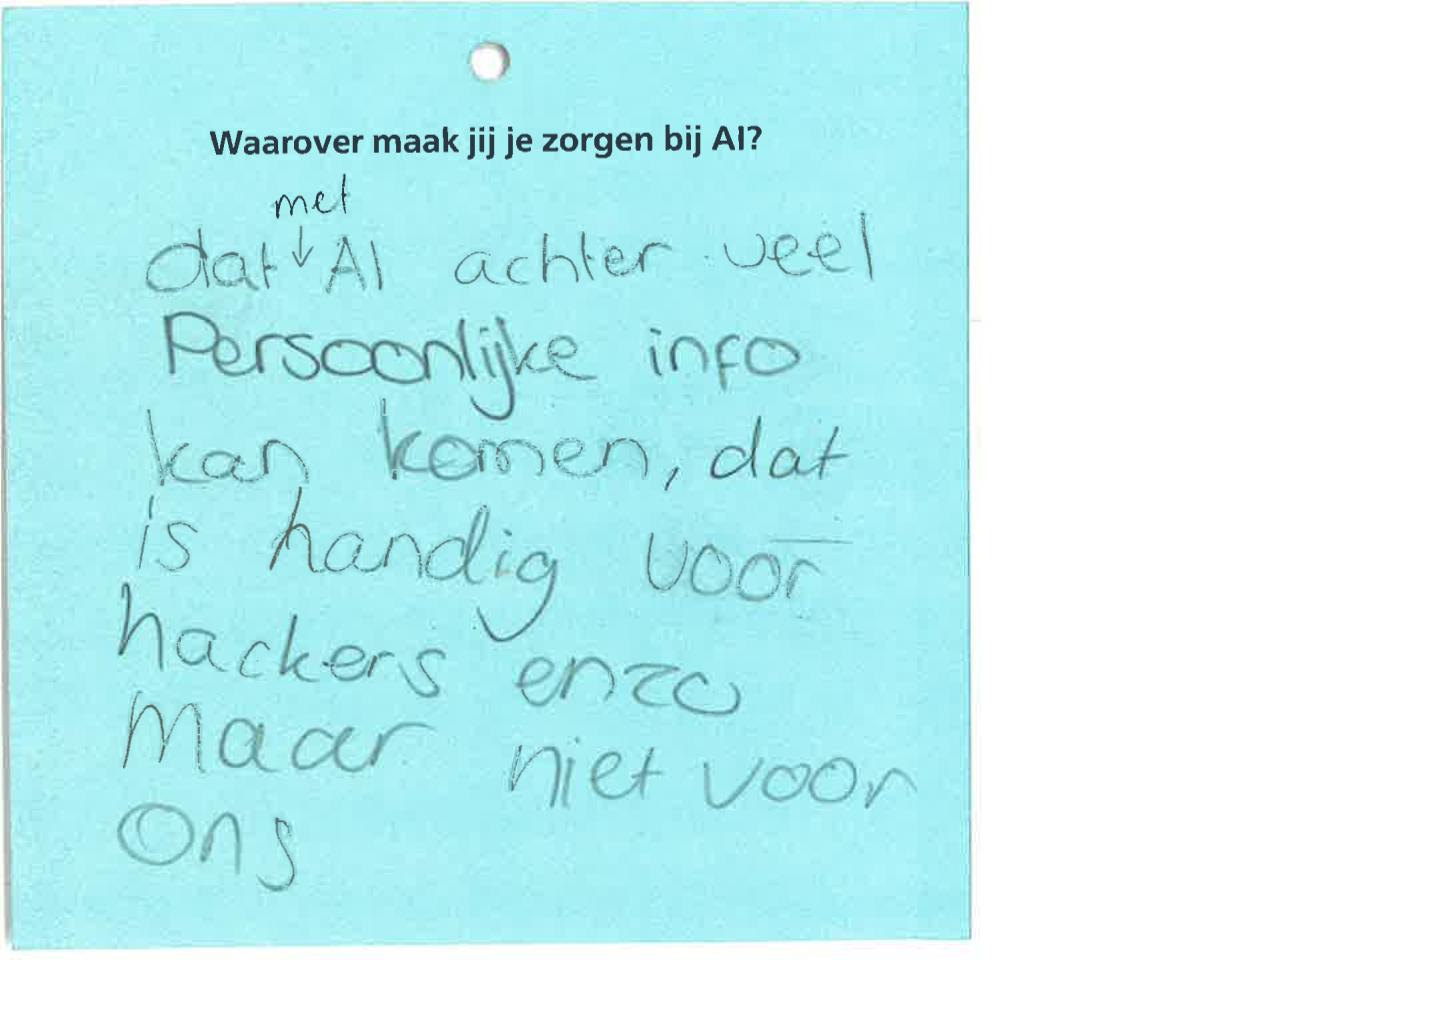 Waarover maak jij je zorgen bij AI?
met
dat ↓ AI achter veel
Persoonlijke info
kan komen, dat
is handig voor
hackers enzo
maar niet voor
ons